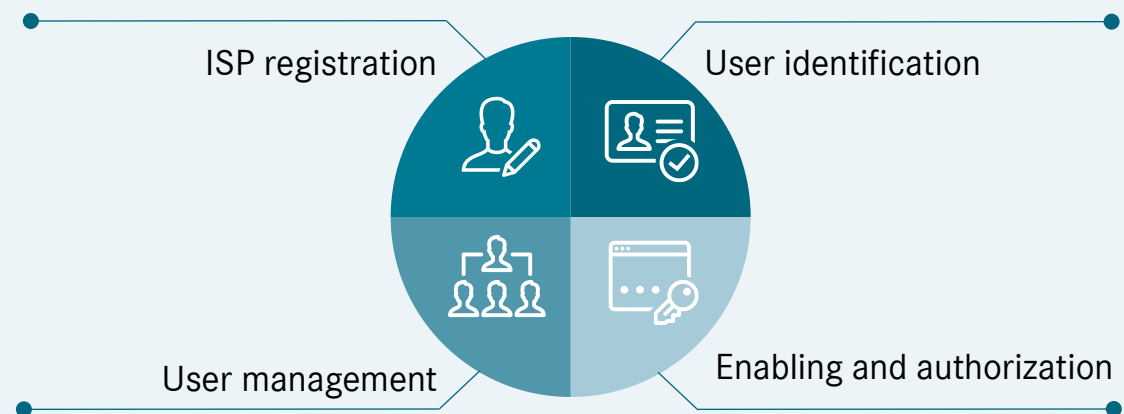 ISP registration
User identification
User management
Enabling and authorization